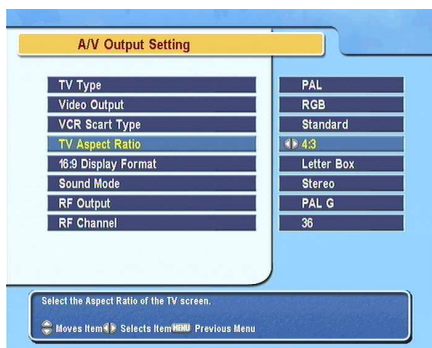 A/V Output Setting
TV Type PAL
Video Output RGB
VCR Scart Type Standard
TV Aspect Ratio 4:3
16:9 Display Format Letter Box
Sound Mode Stereo
RF Output PAL G
RF Channel 36
Select the Aspect Ratio of the TV screen.
Moves Item Selects Item MENU Previous Menu